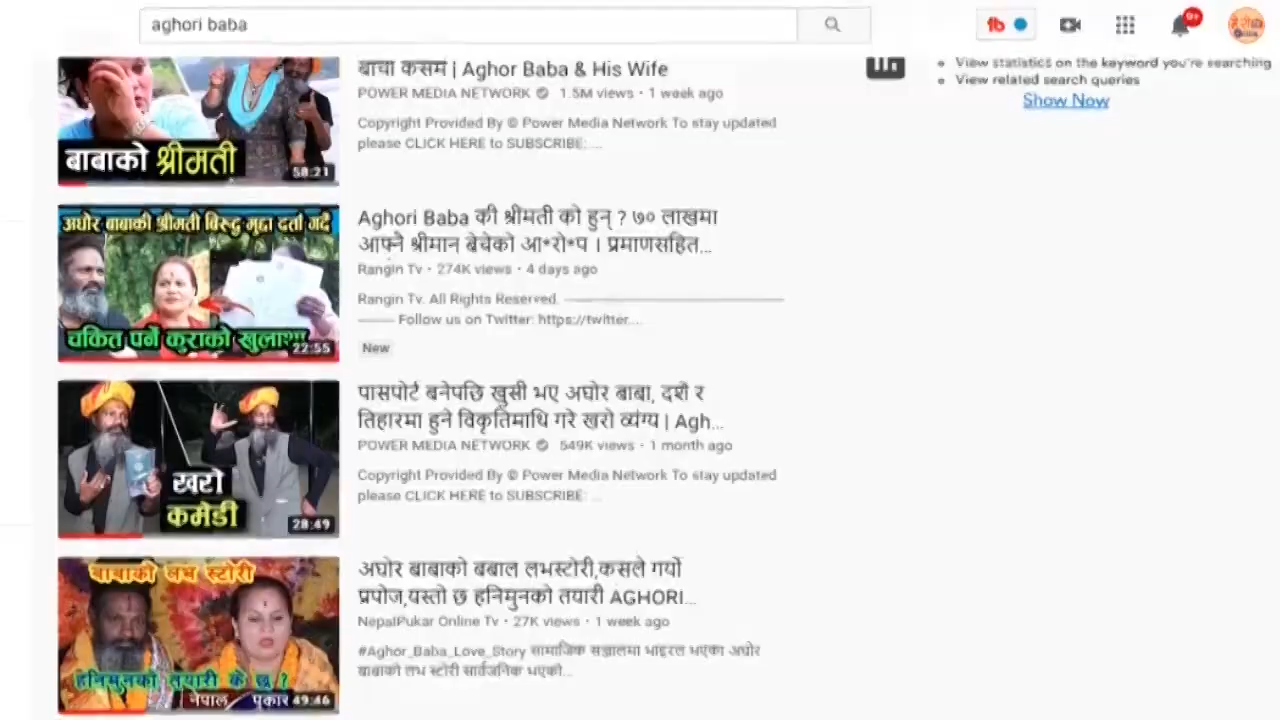 aghori baba
9+
बाचा कसम | Aghor Baba & His Wife
POWER MEDIA NETWORK 1.5M views • 1 week ago
Copyright Provided By © Power Media Network To stay updated
please CLICK HERE to SUBSCRIBE: ...
बाबाको श्रीमती
58:21
View statistics on the keyword you're searching
View related search queries
Show Now
अघोर बाबाकी श्रीमती विरुद्ध मुद्दा दर्ता गर्दै
चकित पर्ने कुराको खुलाशा
22:55
Aghori Baba की श्रीमती को हुन् ? ७० लाखमा
आफ्नै श्रीमान बेचेको आ*रो*प । प्रमाणसहित...
Rangin Tv • 274K views • 4 days ago
Rangin Tv. All Rights Reserved.
Follow us on Twitter: https://twitter....
New
खरो
कमेडी
28:49
पासपोर्ट बनेपछि खुसी भए अघोर बाबा, दशैं र
तिहारमा हुने विकृतिमाथि गरे खरो व्यंग्य | Agh...
POWER MEDIA NETWORK 549K views • 1 month ago
Copyright Provided By © Power Media Network To stay updated
please CLICK HERE to SUBSCRIBE: ...
बाबाको लभ स्टोरी
हनिमुनको तयारी के छ ?
नेपाल पुकार 49:46
अघोर बाबाको बबाल लभस्टोरी,कसले गर्यो
प्रपोज,यस्तो छ हनिमुनको तयारी AGHORI...
NepalPukar Online Tv • 27K views • 1 week ago
#Aghor_Baba_Love_Story सामाजिक सञ्जालमा भाइरल भएका अघोर
बाबाको लभ स्टोरी सार्वजनिक भएको...